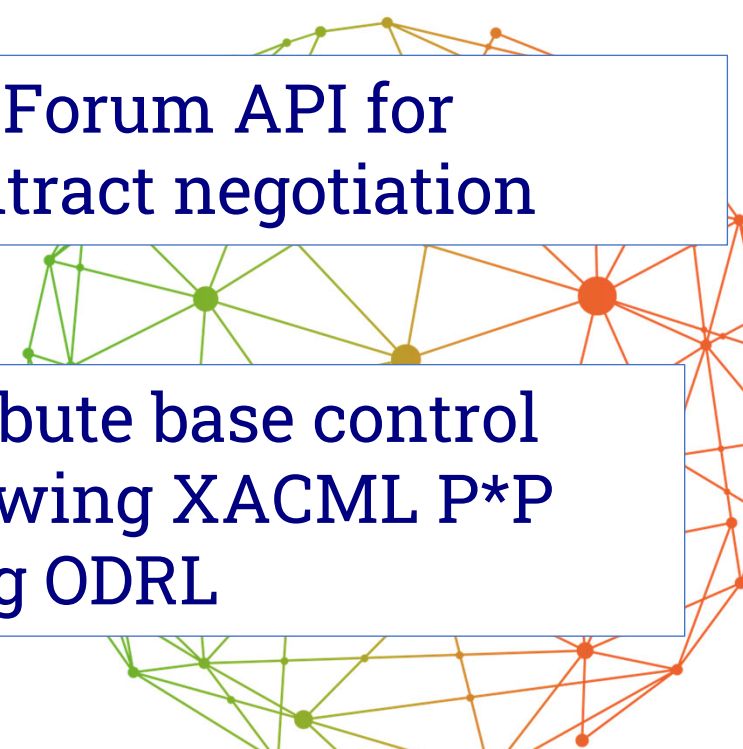 Forum API for
tract negotiation
bute base control
wing XACML P*P
g ODRL